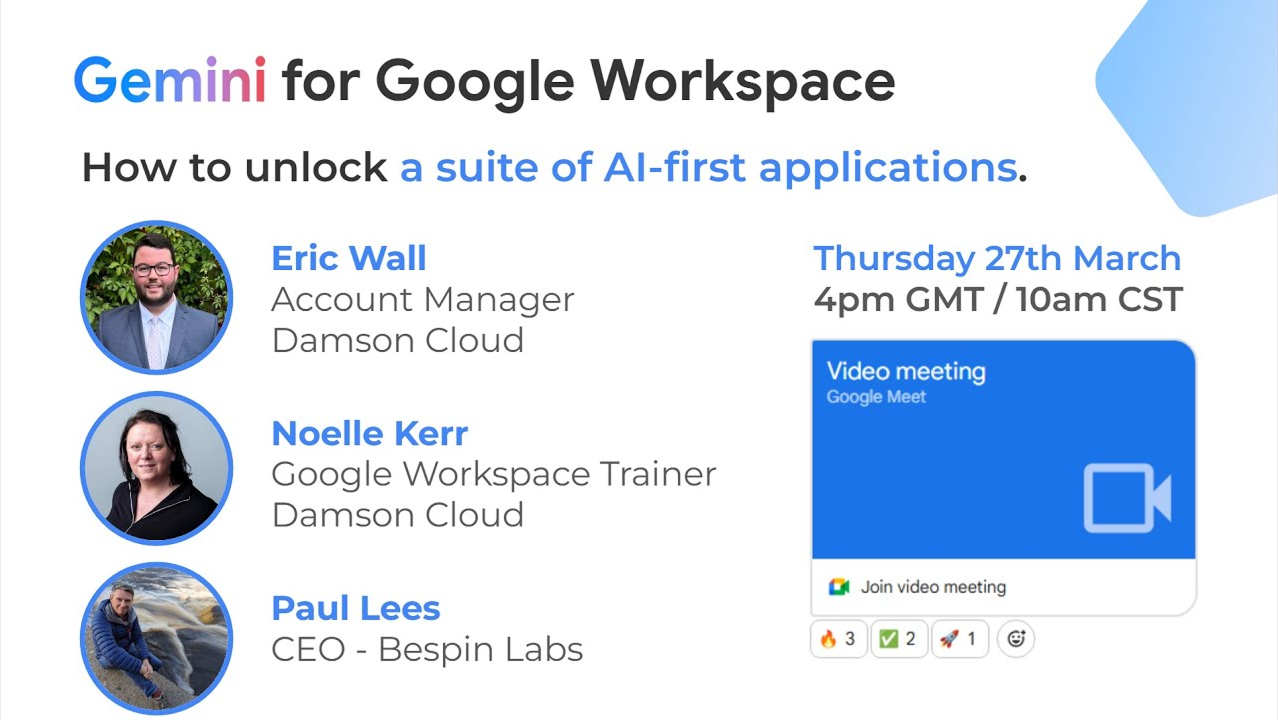 Gemini for Google Workspace
How to unlock a suite of AI-first applications.
Eric Wall
Account Manager
Damson Cloud
Noelle Kerr
Google Workspace Trainer
Damson Cloud
Paul Lees
CEO - Bespin Labs
Thursday 27th March
4pm GMT / 10am CST
Video meeting
Google Meet
Join video meeting
3 2 1